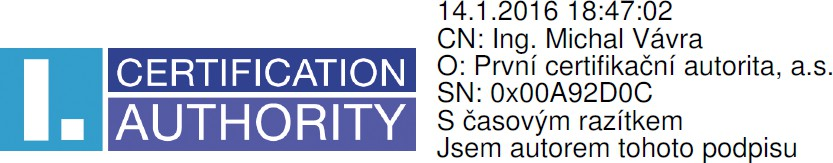 I.
CERTIFICATION
AUTHORITY
14.1.2016 18:47:02
CN: Ing. Michal Vávra
O: První certifikační autorita, a.s.
SN: 0x00A92D0C
S časovým razítkem
Jsem autorem tohoto podpisu